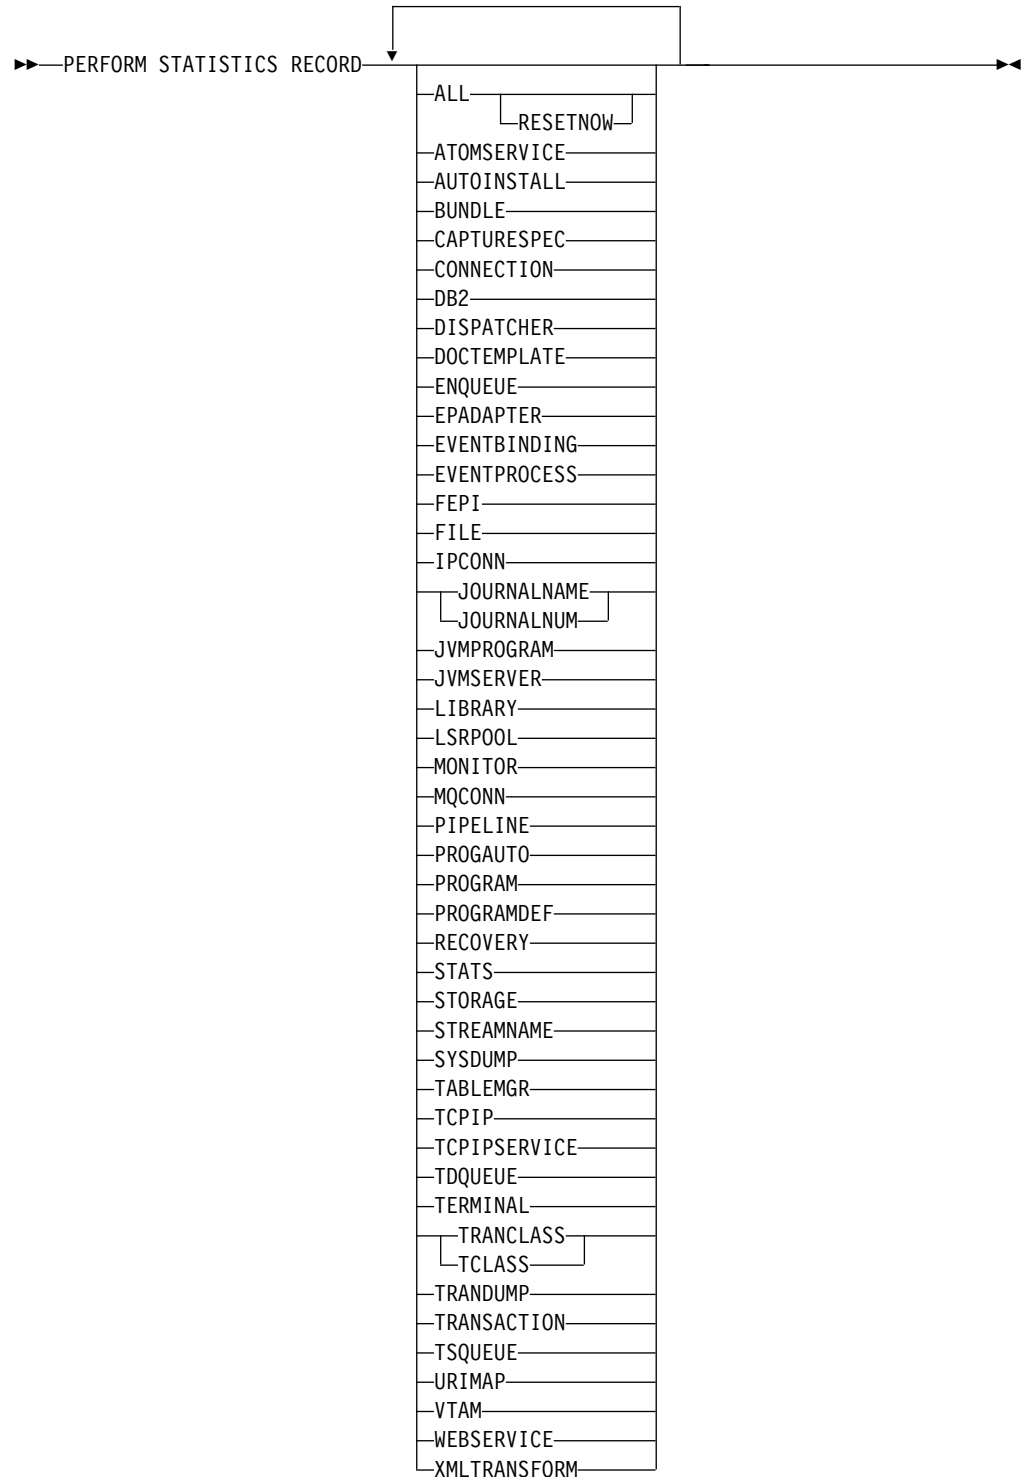 PERFORM STATISTICS RECORD
ALL
RESETNOW
ATOMSERVICE
AUTOINSTALL
BUNDLE
CAPTURESPEC
CONNECTION
DB2
DISPATCHER
DOCTEMPLATE
ENQUEUE
EPADAPTER
EVENTBINDING
EVENTPROCESS
FEPI
FILE
IPCONN
JOURNALNAME
JOURNALNUM
JVMPROGRAM
JVMSERVER
LIBRARY
LSRPOOL
MONITOR
MQCONN
PIPELINE
PROGAUTO
PROGRAM
PROGRAMDEF
RECOVERY
STATS
STORAGE
STREAMNAME
SYSDUMP
TABLEMGR
TCPIP
TCPIPSERVICE
TDQUEUE
TERMINAL
TRANCLASS
TCLASS
TRANDUMP
TRANSACTION
TSQUEUE
URIMAP
VTAM
WEBSERVICE
XMLTRANSFORM